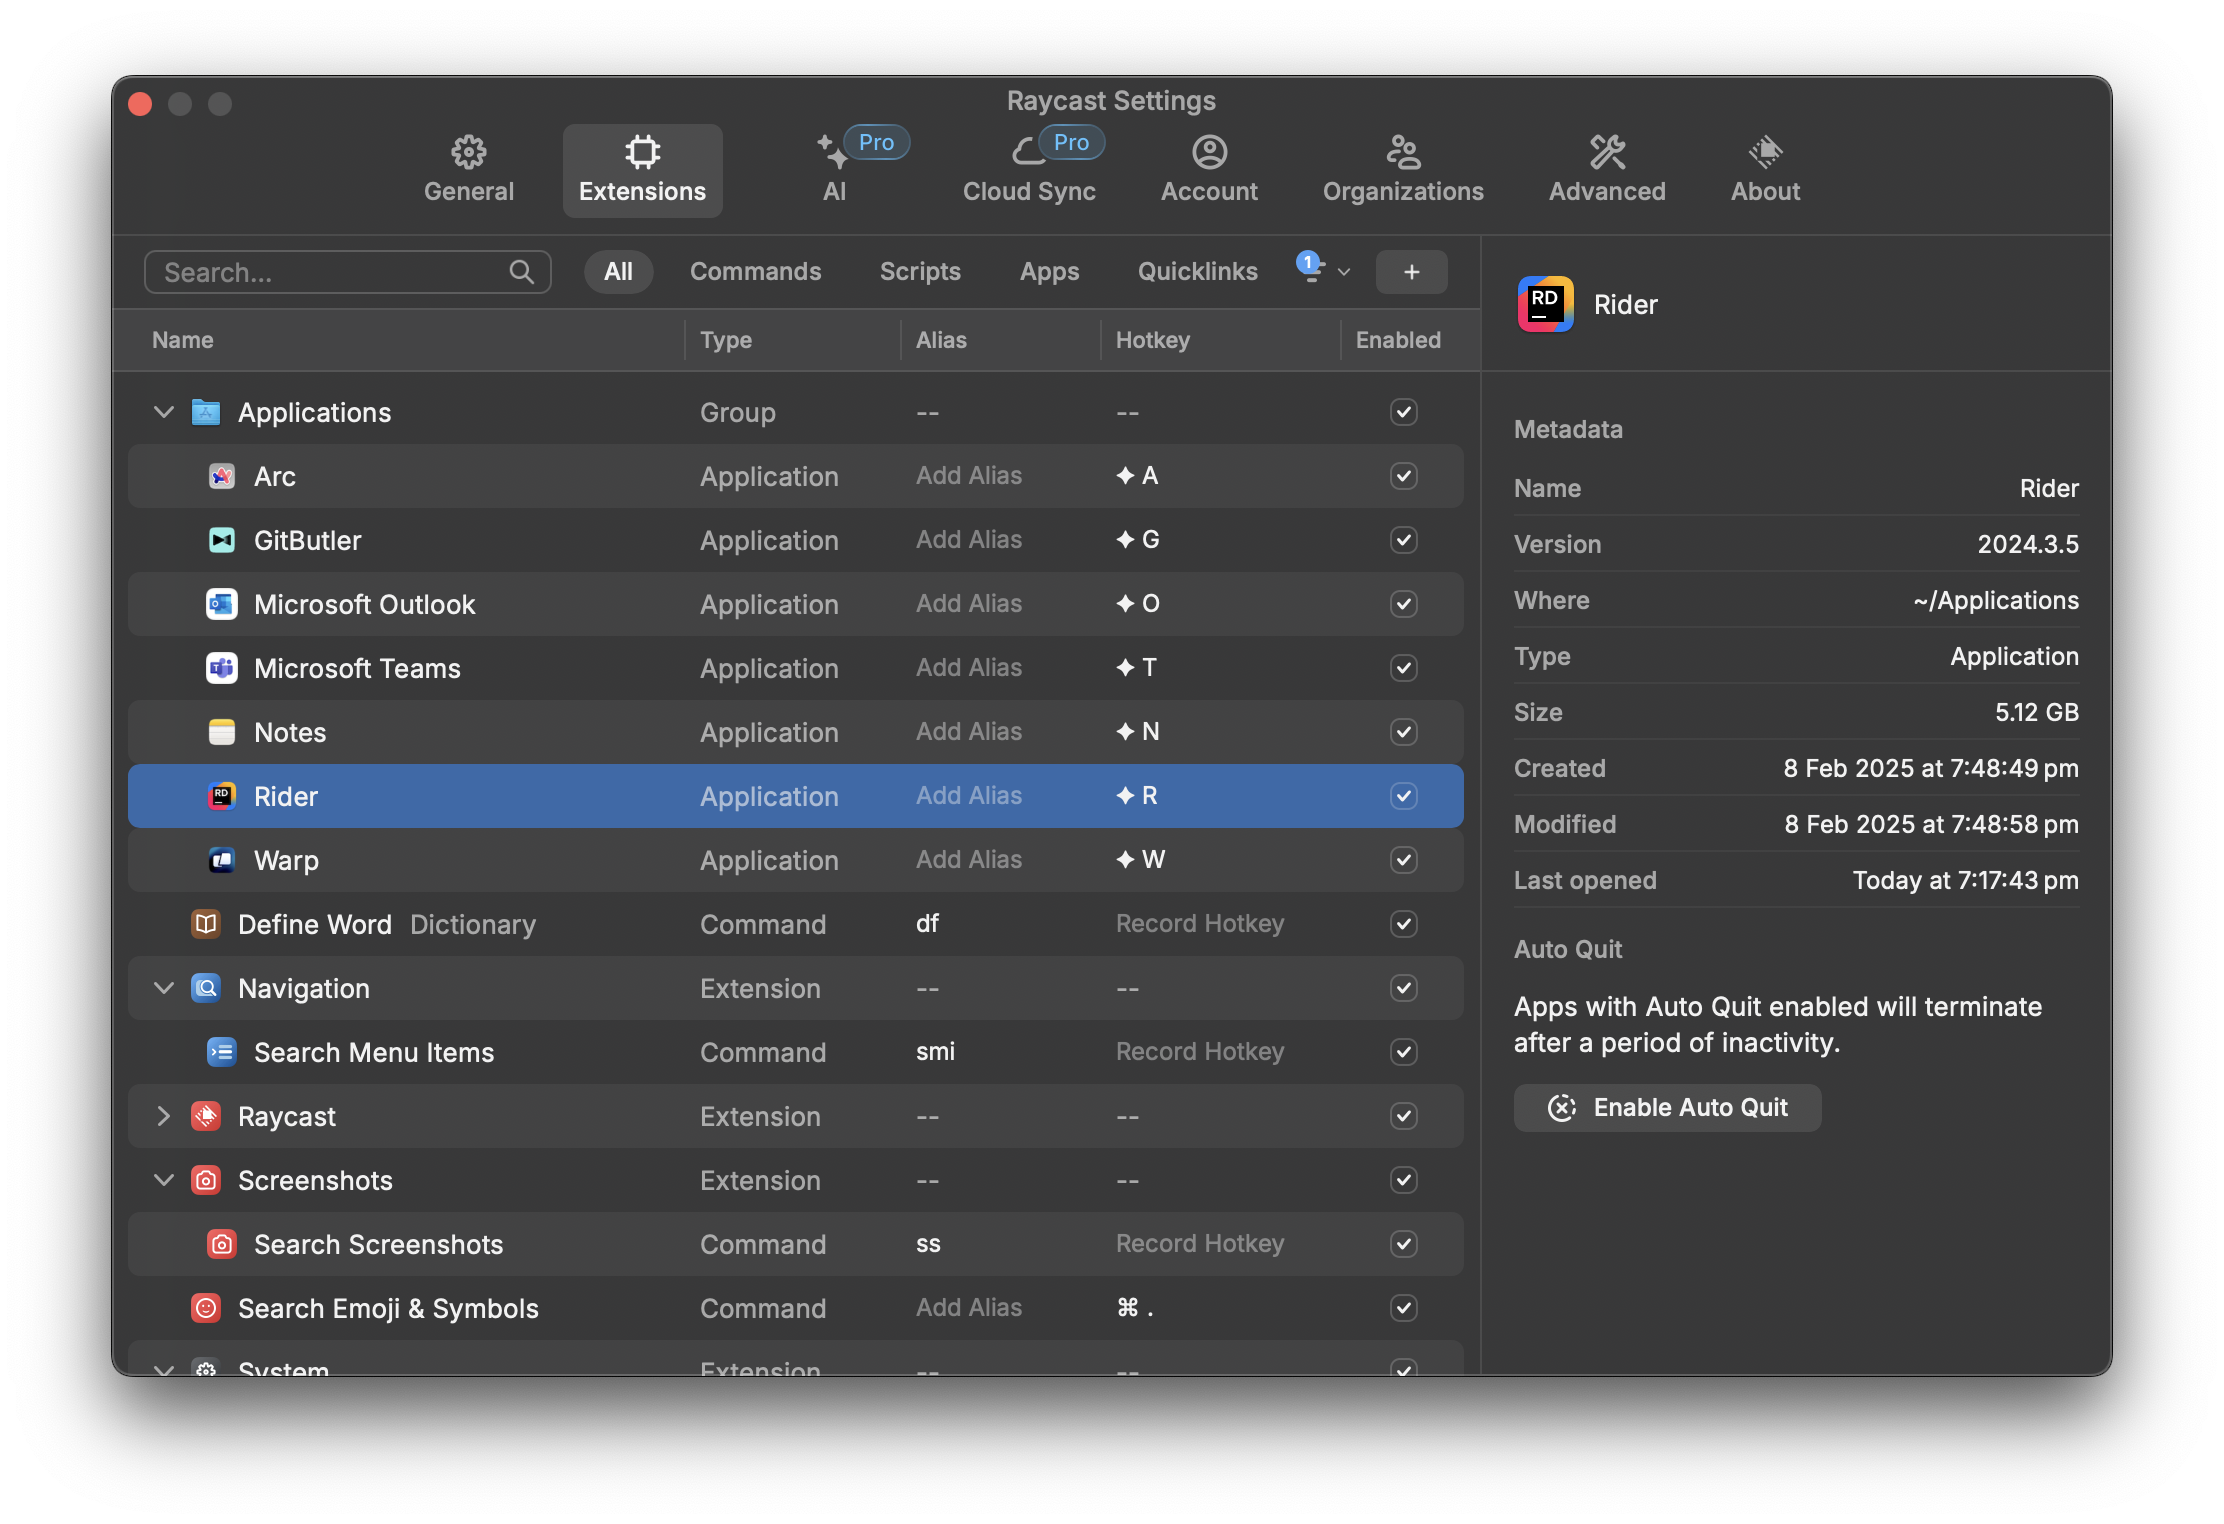 Raycast Settings
General
Extensions
Pro
AI
Pro
Cloud Sync
Account
Organizations
Advanced
About
Search...
All
Commands
Scripts
Apps
Quicklinks
1
+
Name Type Alias Hotkey Enabled
Applications Group -- --
Arc Application Add Alias ✦ A
GitButler Application Add Alias ✦ G
Microsoft Outlook Application Add Alias ✦ O
Microsoft Teams Application Add Alias ✦ T
Notes Application Add Alias ✦ N
RD Rider Application Add Alias ✦ R
Warp Application Add Alias ✦ W
Define Word Dictionary Command df Record Hotkey
Navigation Extension -- --
Search Menu Items Command smi Record Hotkey
Raycast Extension -- --
Screenshots Extension -- --
Search Screenshots Command ss Record Hotkey
Search Emoji & Symbols Command Add Alias ⌘ .
System Extension -- --
RD Rider
Metadata
Name Rider
Version 2024.3.5
Where ~/Applications
Type Application
Size 5.12 GB
Created 8 Feb 2025 at 7:48:49 pm
Modified 8 Feb 2025 at 7:48:58 pm
Last opened Today at 7:17:43 pm
Auto Quit
Apps with Auto Quit enabled will terminate
after a period of inactivity.
Enable Auto Quit